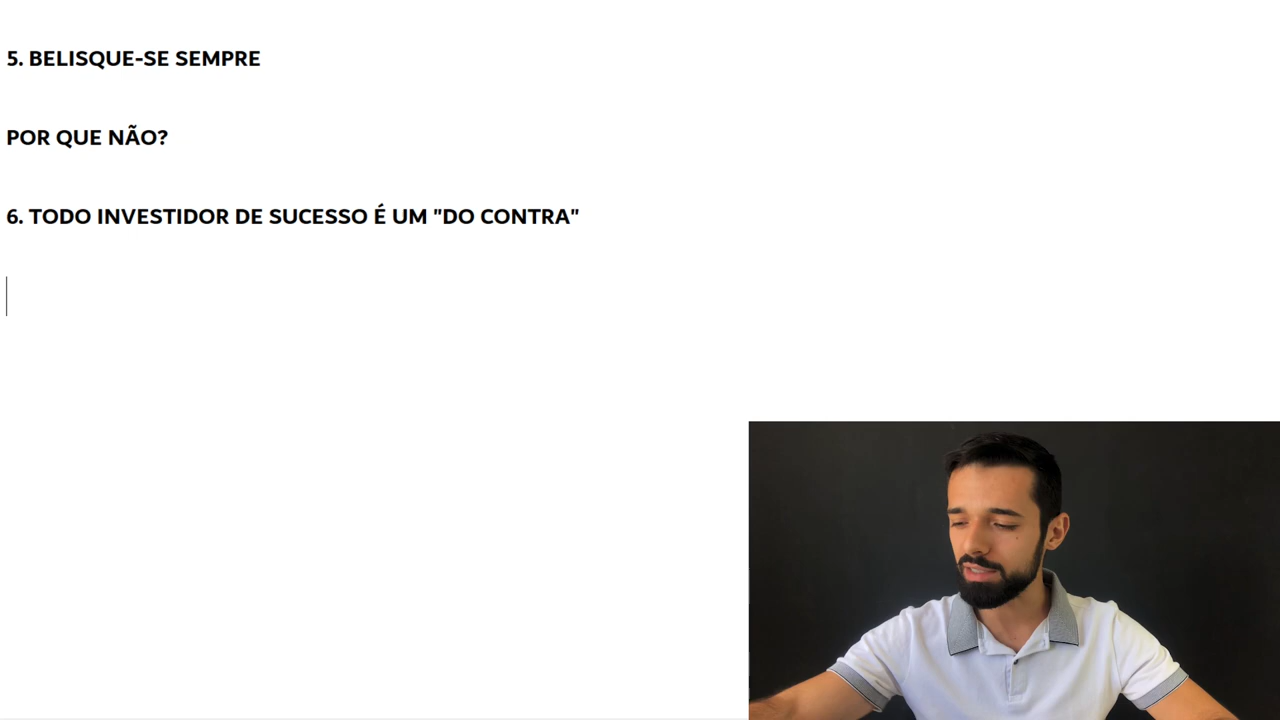 5. BELISQUE-SE SEMPRE
POR QUE NÃO?
6. TODO INVESTIDOR DE SUCESSO É UM "DO CONTRA"